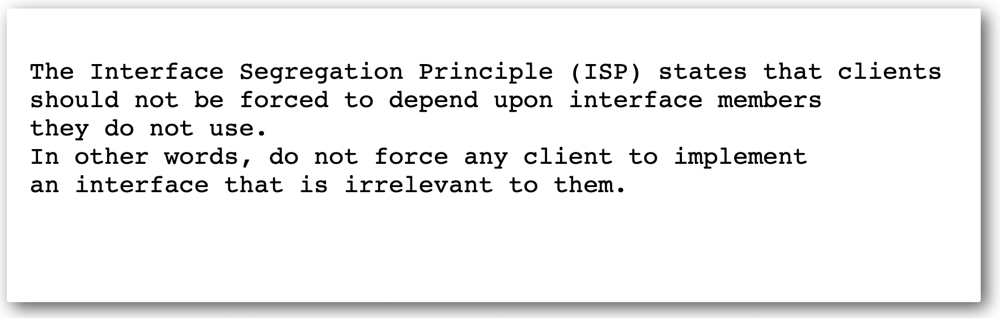 The Interface Segregation Principle (ISP) states that clients
should not be forced to depend upon interface members
they do not use.
In other words, do not force any client to implement
an interface that is irrelevant to them.